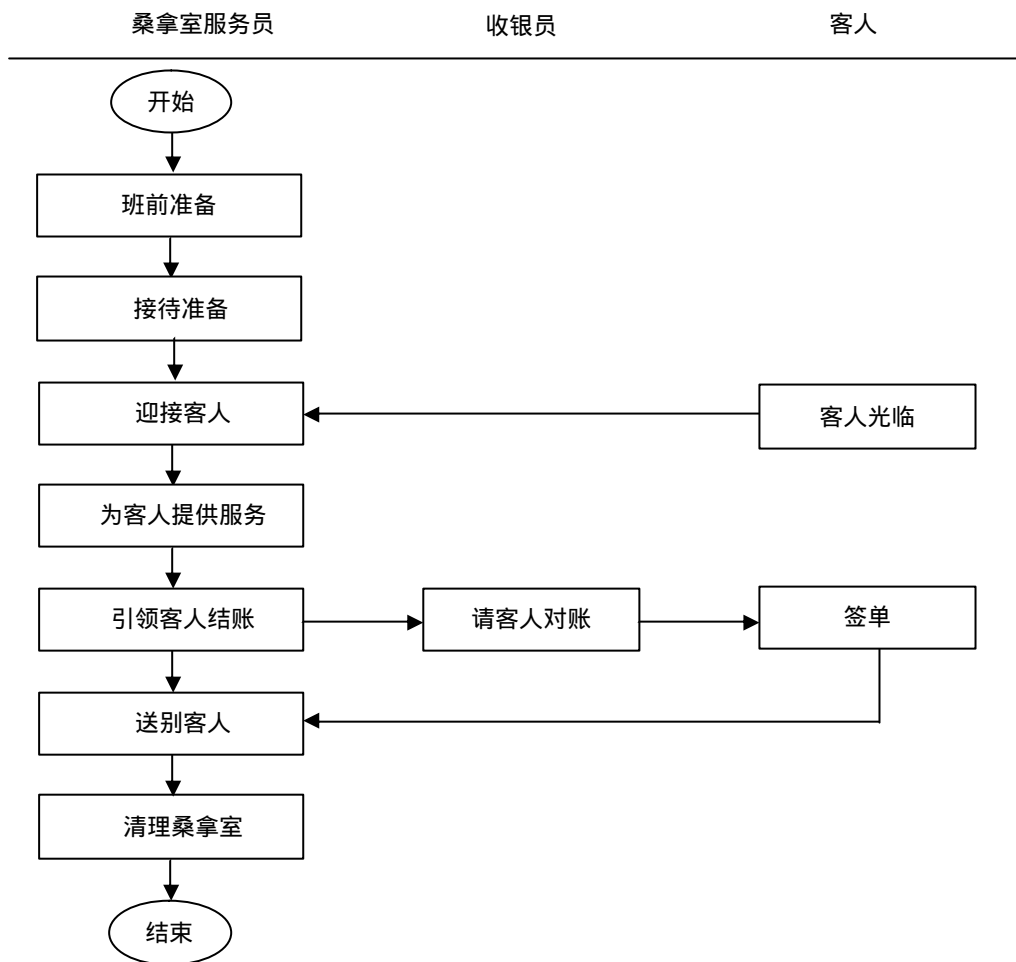 桑拿室服务员 收银员 客人
开始
班前准备
接待准备
迎接客人 客人光临
为客人提供服务
引领客人结账 请客人对账 签单
送别客人
清理桑拿室
结束